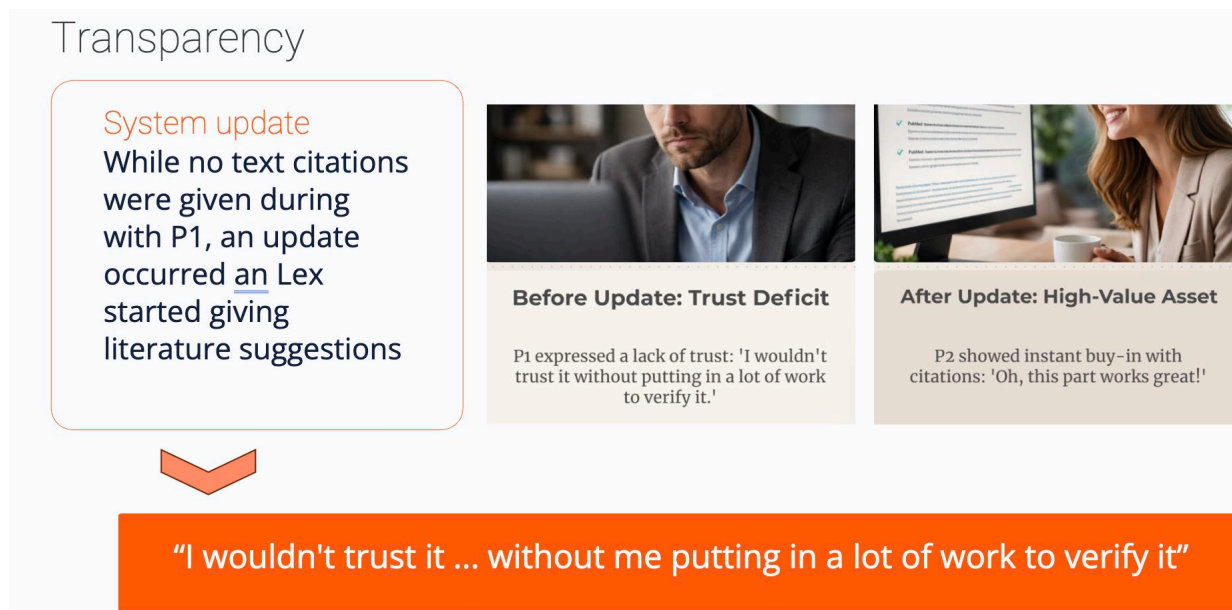 Transparency
System update
While no text citations
were given during
with P1, an update
occurred an Lex
started giving
literature suggestions
Before Update: Trust Deficit
P1 expressed a lack of trust: 'I wouldn't
trust it without putting in a lot of work
to verify it.'
PubMed
PubMed
After Update: High-Value Asset
P2 showed instant buy-in with
citations: 'Oh, this part works great!'
“I wouldn't trust it ... without me putting in a lot of work to verify it”